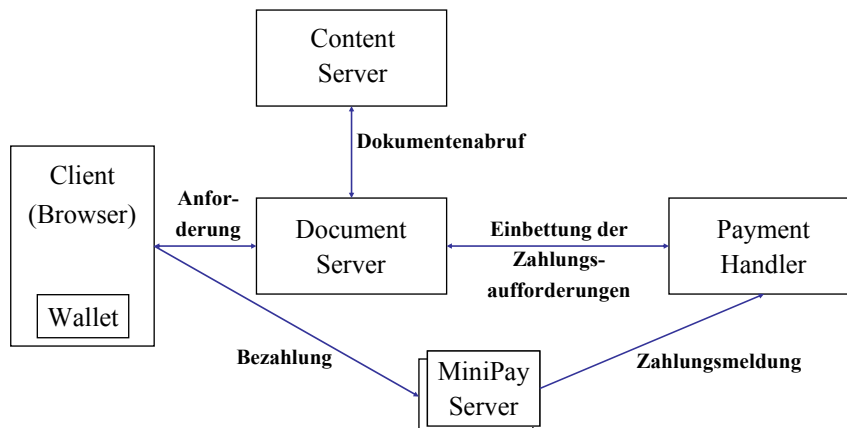 Content
Server
Dokumentenabruf
Client
(Browser)
Wallet
Anfor-
derung
Document
Server
Einbettung der
Zahlungs-
aufforderungen
Payment
Handler
Bezahlung
MiniPay
Server
Zahlungsmeldung